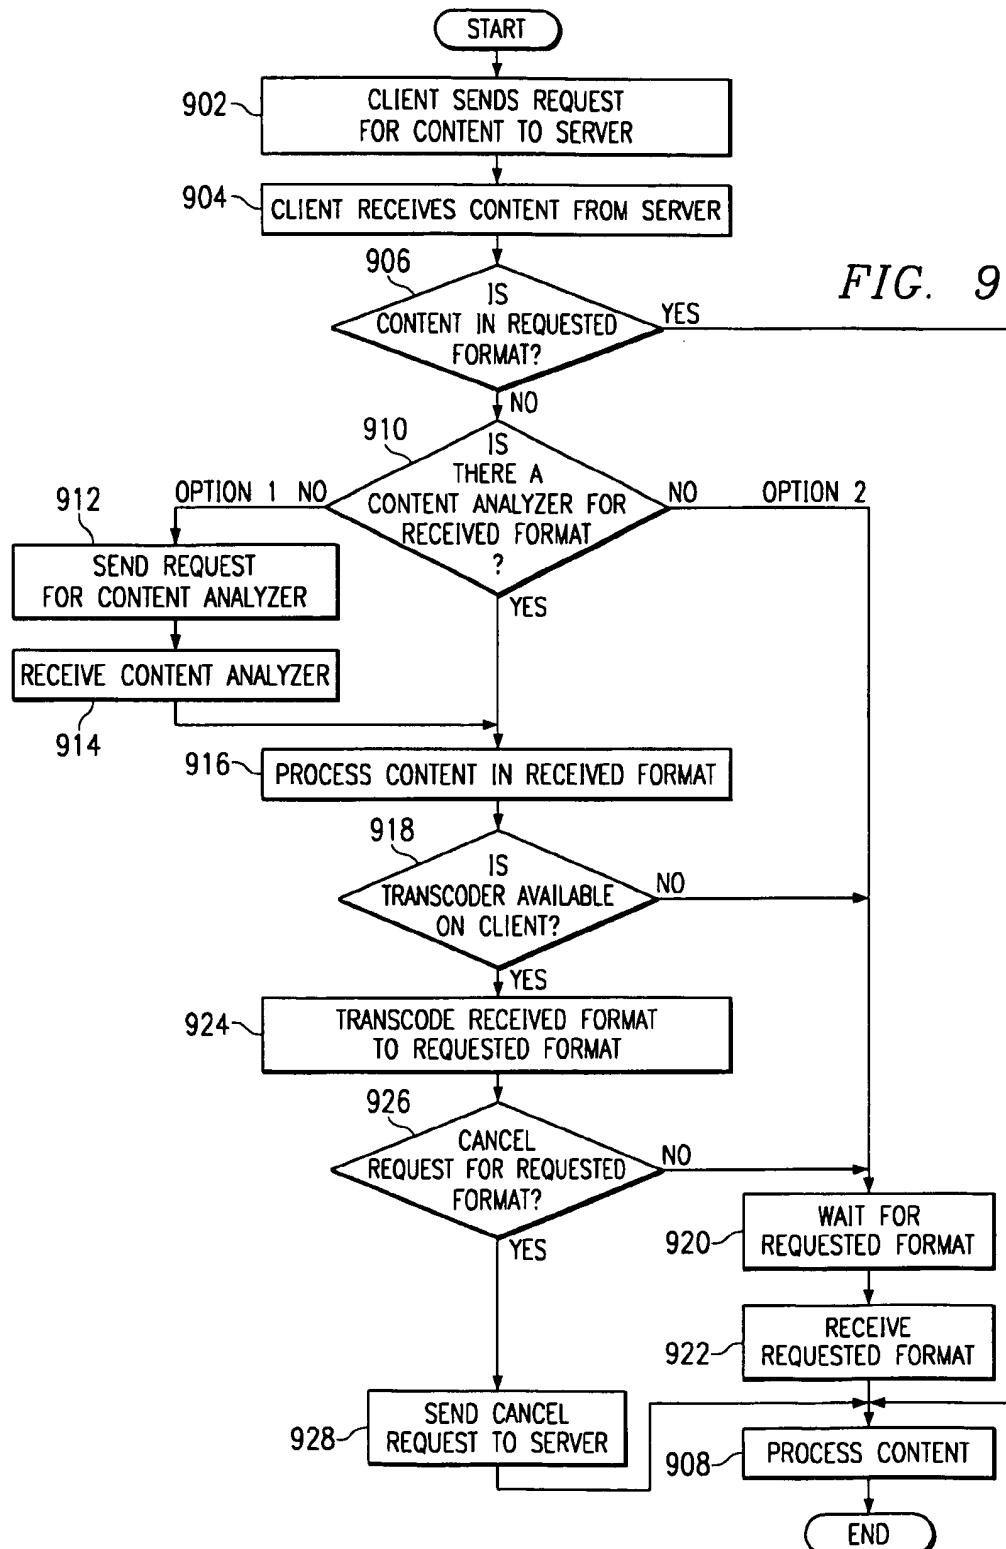 START
902
CLIENT SENDS REQUEST
FOR CONTENT TO SERVER
904
CLIENT RECEIVES CONTENT FROM SERVER
906
FIG. 9
IS
CONTENT IN REQUESTED
FORMAT?
YES
NO
910
IS
THERE A
CONTENT ANALYZER FOR
RECEIVED FORMAT
?
OPTION 1 NO
NO OPTION 2
YES
912
SEND REQUEST
FOR CONTENT ANALYZER
RECEIVE CONTENT ANALYZER
914
916
PROCESS CONTENT IN RECEIVED FORMAT
918
IS
TRANSCODER AVAILABLE
ON CLIENT?
NO
YES
924
TRANSCODE RECEIVED FORMAT
TO REQUESTED FORMAT
926
CANCEL
REQUEST FOR REQUESTED
FORMAT?
NO
YES
920
WAIT FOR
REQUESTED FORMAT
922
RECEIVE
REQUESTED FORMAT
928
SEND CANCEL
REQUEST TO SERVER
908
PROCESS CONTENT
END